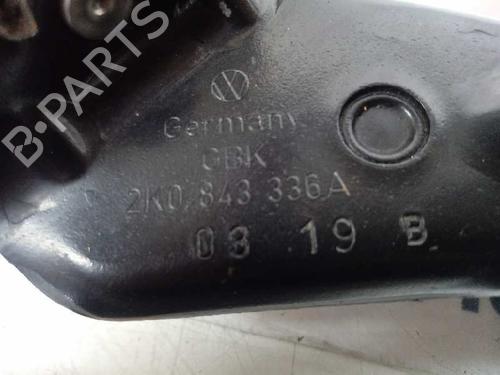 Germany
GBK
2K0 843 336A
03 19 B
B-PARTS